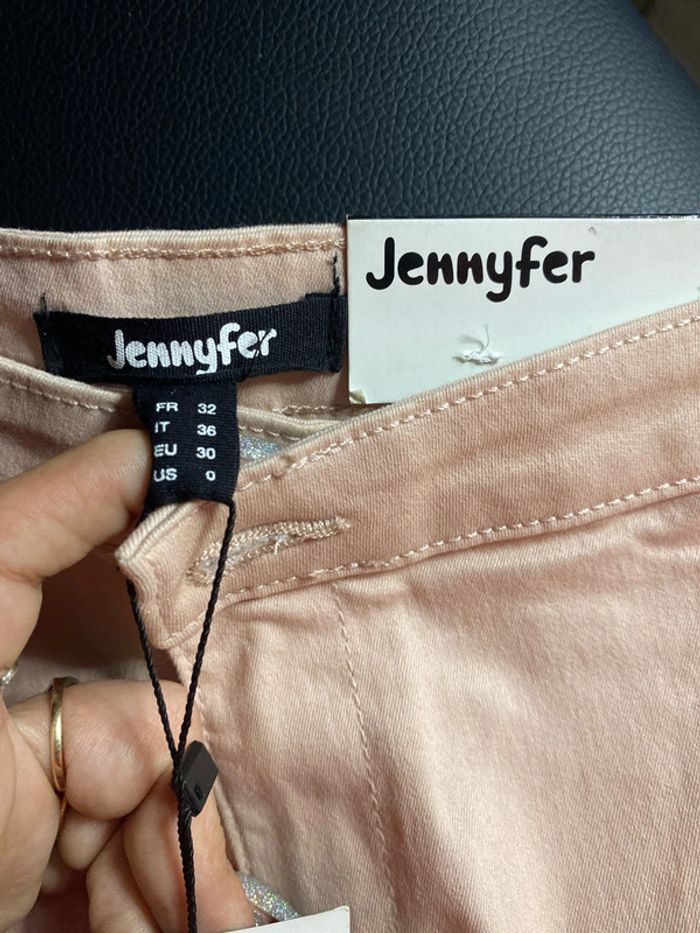 Jennyfer
Jennyfer
FR 32
IT 36
EU 30
US 0